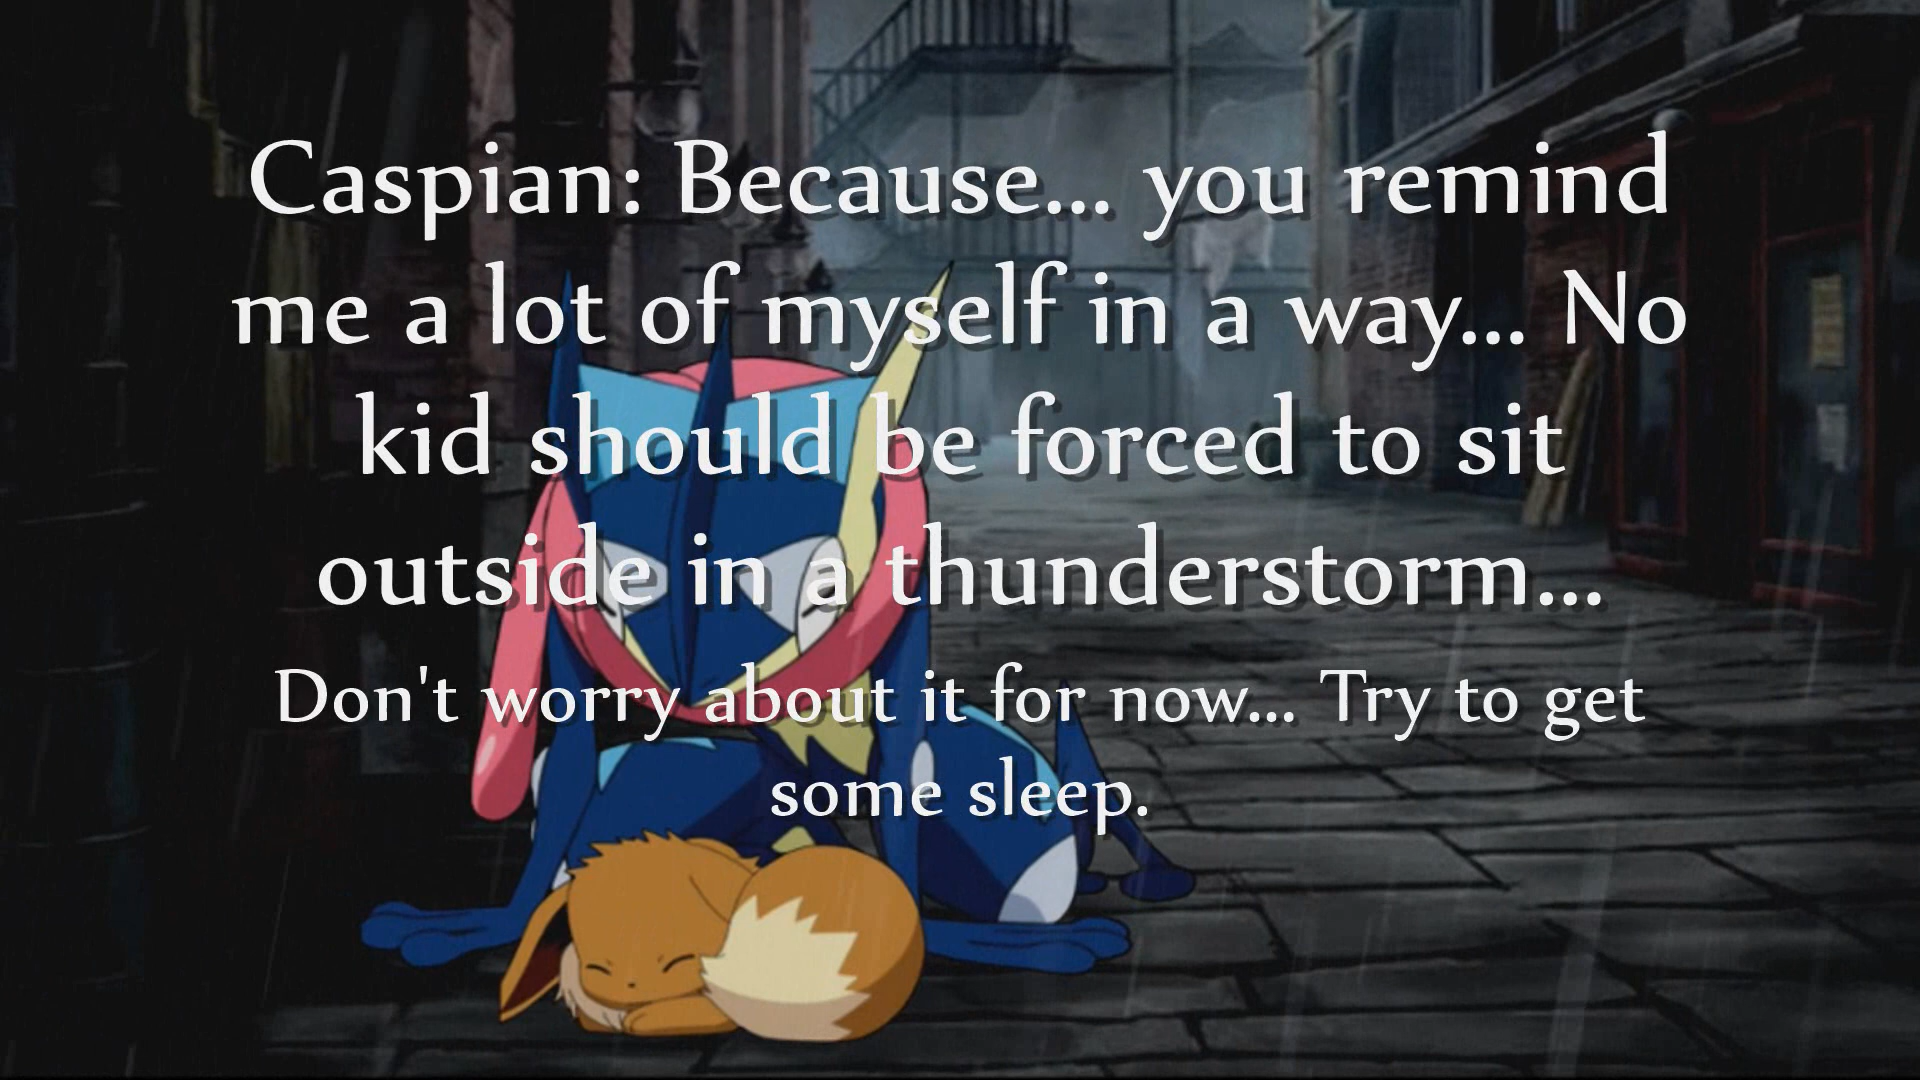 Caspian: Because... you remind
me a lot of myself in a way... No
kid should be forced to sit
outside in a thunderstorm...
Don't worry about it for now... Try to get
some sleep.